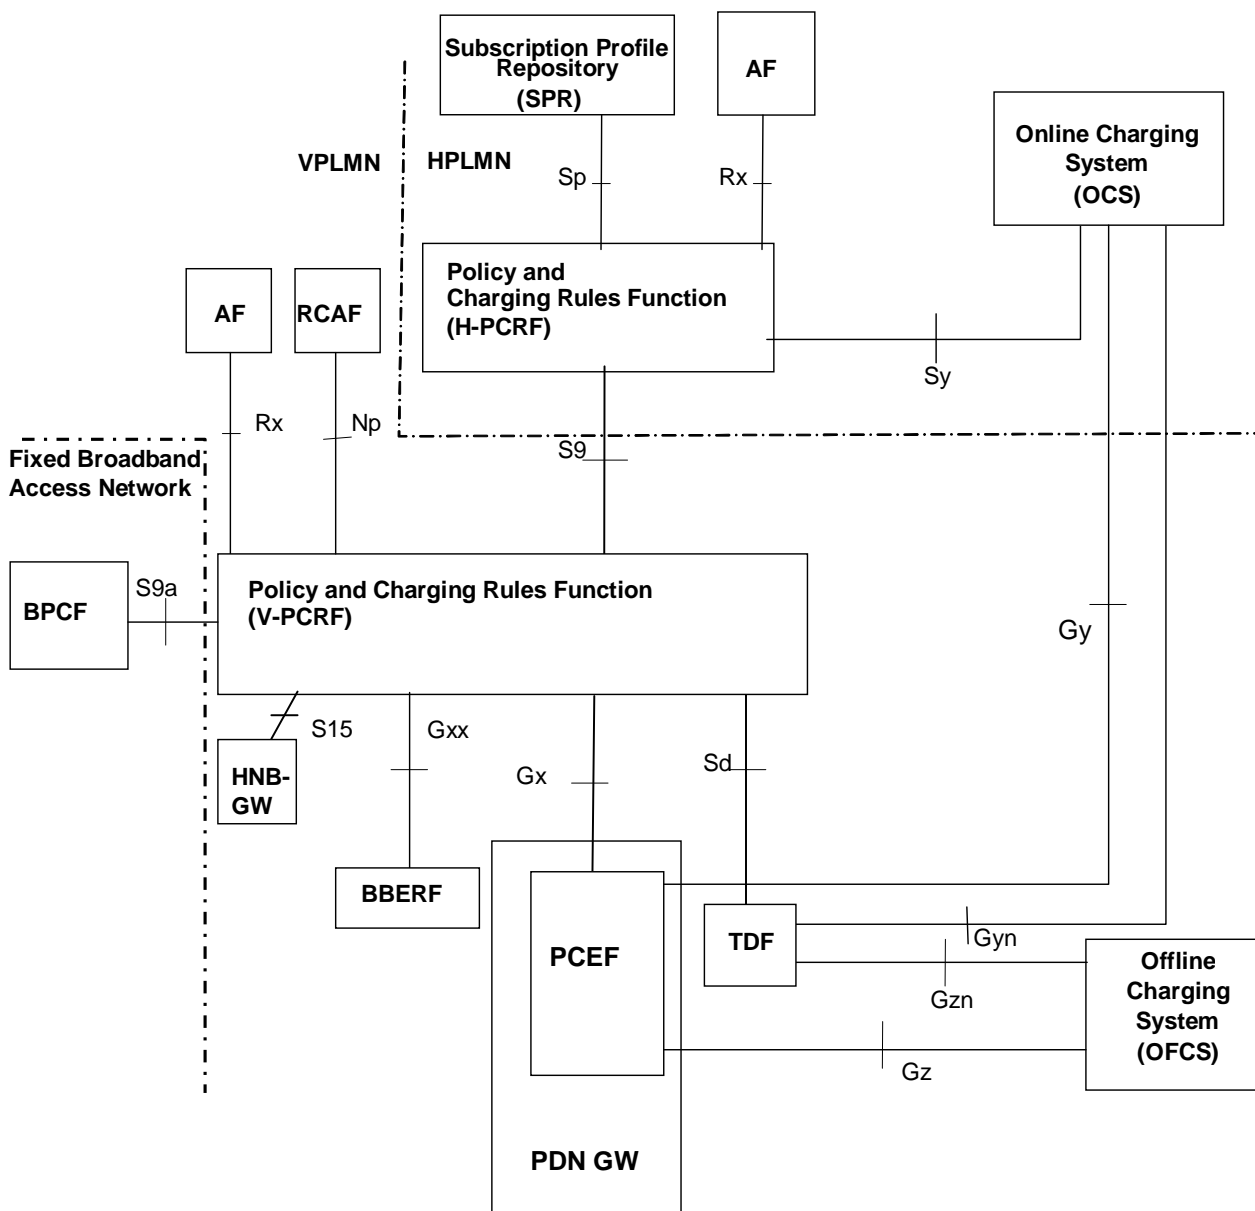 Subscription Profile
Repository
(SPR)
AF
Online Charging
System
(OCS)
VPLMN
HPLMN
Sp
Rx
Policy and
Charging Rules Function
(H-PCRF)
AF
RCAF
Sy
Rx
Np
S9
Fixed Broadband
Access Network
BPCF
S9a
Policy and Charging Rules Function
(V-PCRF)
Gy
S15
Gxx
Gx
Sd
HNB-
GW
BBERF
PCEF
TDF
Gyn
Gzn
Offline
Charging
System
(OFCS)
Gz
PDN GW